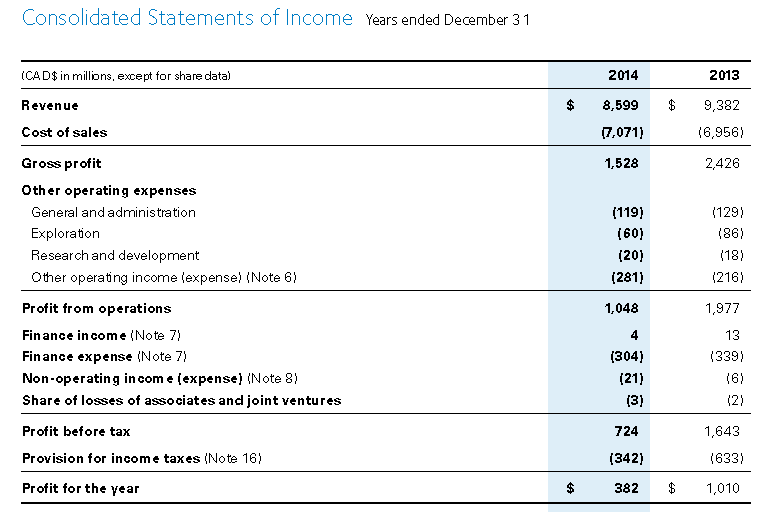 Consolidated Statements of Income Years ended December 31
(CAD$ in millions, except for share data) 2014 2013
Revenue $ 8,599 $ 9,382
Cost of sales (7,071) (6,956)
Gross profit 1,528 2,426
Other operating expenses
General and administration (119) (129)
Exploration (60) (86)
Research and development (20) (18)
Other operating income (expense) (Note 6) (281) (216)
Profit from operations 1,048 1,977
Finance income (Note 7) 4 13
Finance expense (Note 7) (304) (339)
Non-operating income (expense) (Note 8) (21) (6)
Share of losses of associates and joint ventures (3) (2)
Profit before tax 724 1,643
Provision for income taxes (Note 16) (342) (633)
Profit for the year $ 382 $ 1,010